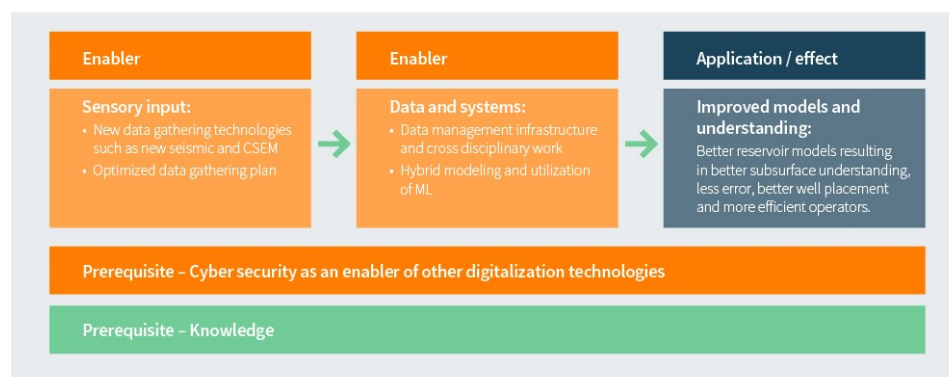 Enabler
Sensory input:
• New data gathering technologies
such as new seismic and CSEM
• Optimized data gathering plan
Enabler
Data and systems:
• Data management infrastructure
and cross disciplinary work
• Hybrid modeling and utilization
of ML
Application / effect
Improved models and
understanding:
Better reservoir models resulting
in better subsurface understanding,
less error, better well placement
and more efficient operators.
Prerequisite – Cyber security as an enabler of other digitalization technologies
Prerequisite – Knowledge